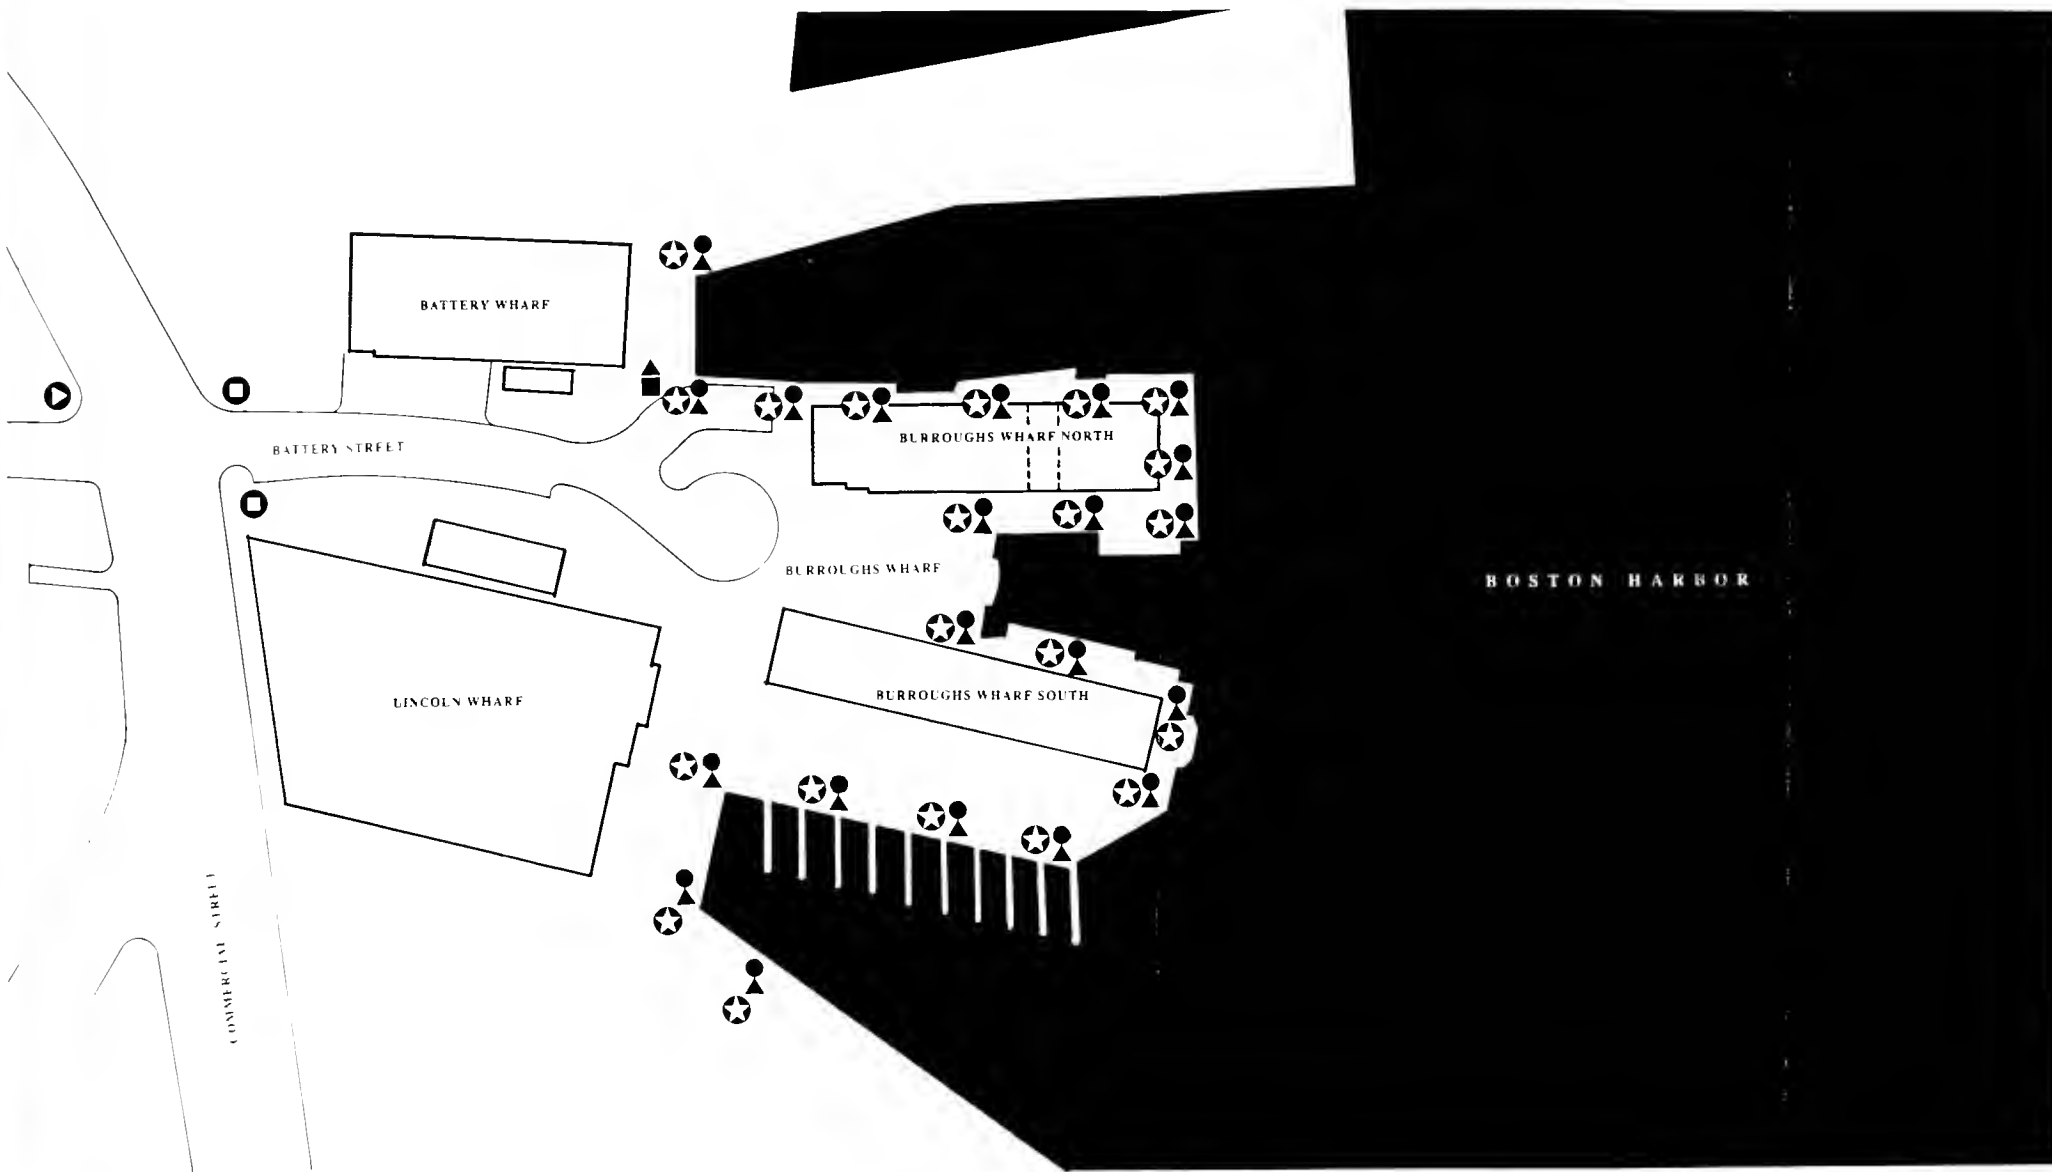 BATTERY WHARF
BURROUGHS WHARF NORTH
BATTERY STREET
BURROUGHS WHARF
BOSTON HARBOR
BURROUGHS WHARF SOUTH
LINCOLN WHARF
COMMERCIAL STREET